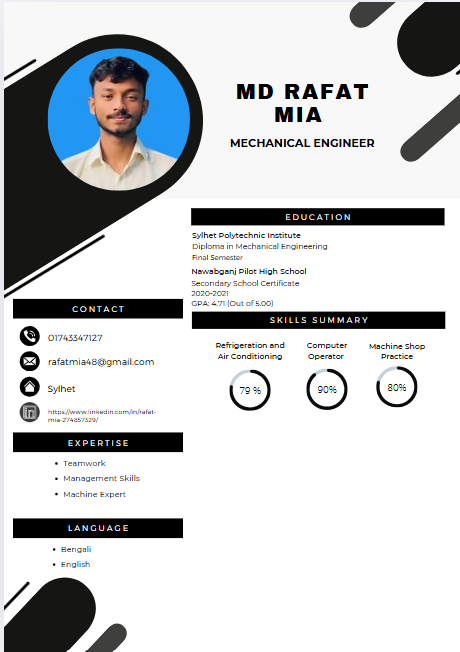 MD RAFAT
MIA
MECHANICAL ENGINEER
EDUCATION
Sylhet Polytechnic Institute
Diploma in Mechanical Engineering
Final Semester
Nawabganj Pilot High School
Secondary School Certificate
2020-2021
GPA: 4.71 (Out of 5.00)
SKILLS SUMMARY
Refrigeration and
Air Conditioning
79 %
Computer
Operator
90%
Machine Shop
Practice
80%
CONTACT
01743347127
rafatmia48@gmail.com
Sylhet
https://www.linkedin.com/in/rafat-
mia-274857329/
EXPERTISE
• Teamwork
• Management Skills
• Machine Expert
LANGUAGE
• Bengali
• English